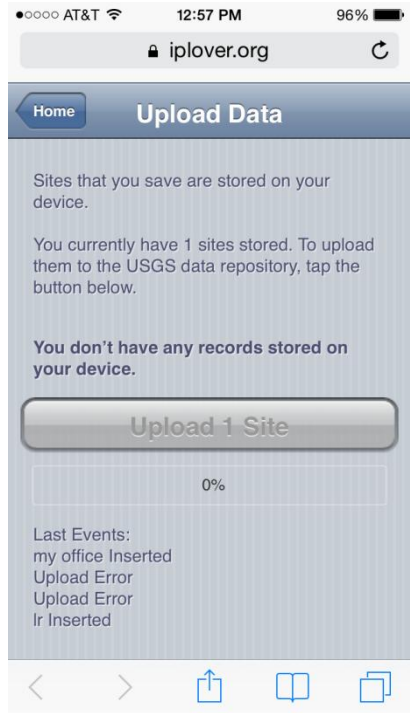 AT&T 12:57 PM 96%
iplover.org
Home Upload Data
Sites that you save are stored on your
device.
You currently have 1 sites stored. To upload
them to the USGS data repository, tap the
button below.
You don't have any records stored on
your device.
Upload 1 Site
0%
Last Events:
my office Inserted
Upload Error
Upload Error
lr Inserted